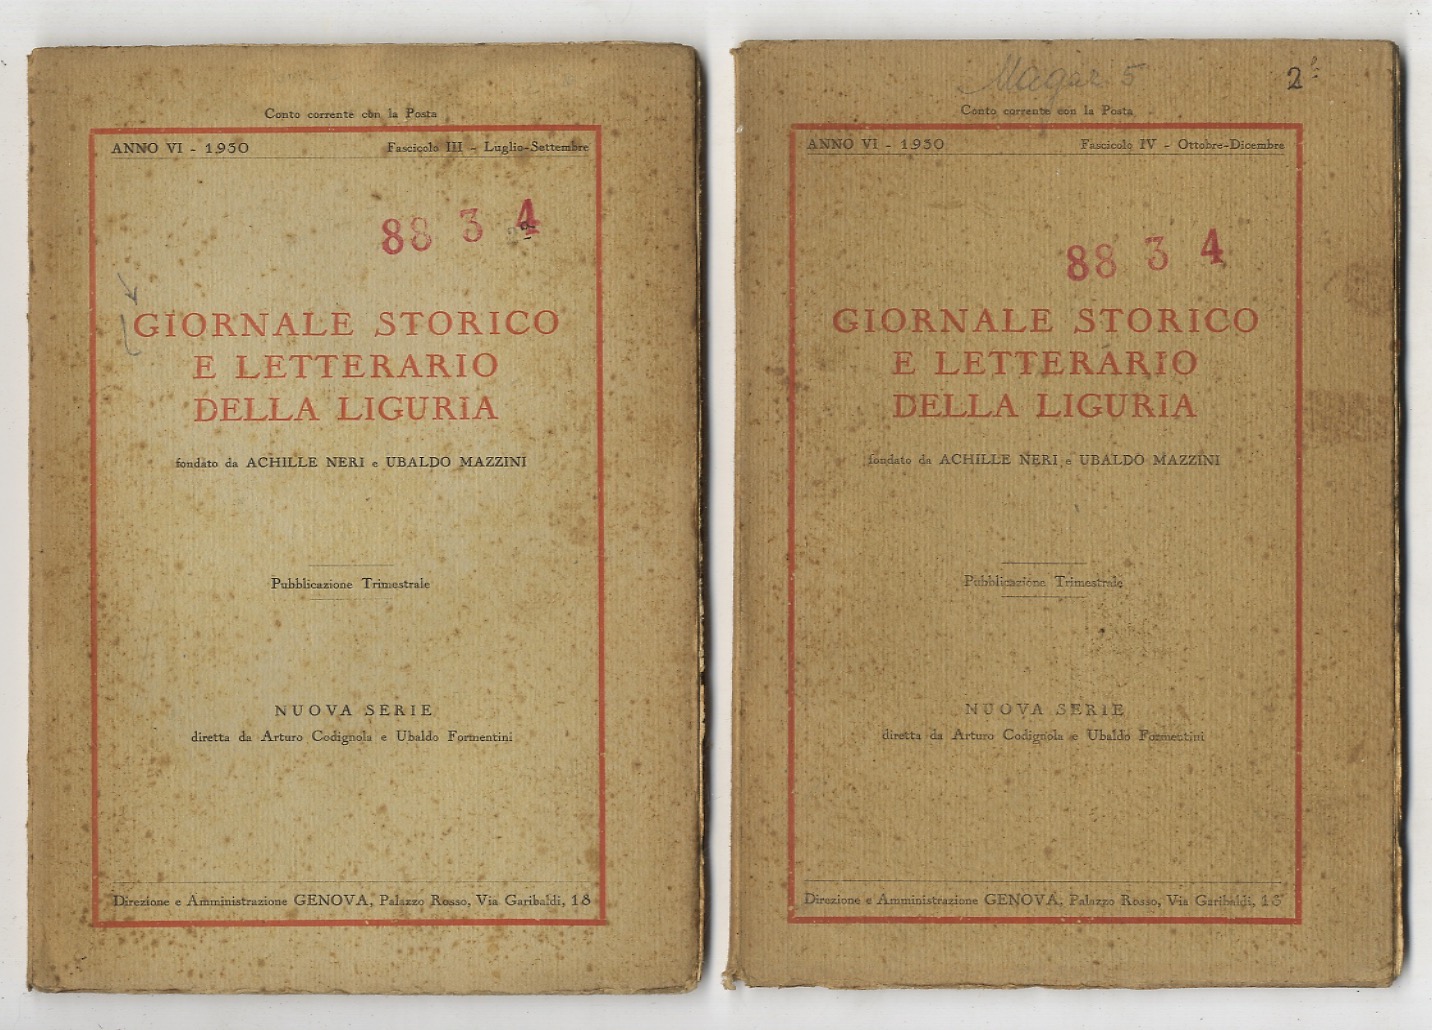 Conto corrente con la Posta
ANNO VI - 1930 Fascicolo III - Luglio-Settembre
88 3 4
GIORNALE STORICO
E LETTERARIO
DELLA LIGURIA
fondato da ACHILLE NERI e UBALDO MAZZINI
Pubblicazione Trimestrale
NUOVA SERIE
diretta da Arturo Codignola e Ubaldo Formentini
Direzione e Amministrazione GENOVA, Palazzo Rosso, Via Garibaldi, 18
Conto corrente con la Posta
ANNO VI - 1930 Fascicolo IV - Ottobre-Dicembre
88 3 4
GIORNALE STORICO
E LETTERARIO
DELLA LIGURIA
fondato da ACHILLE NERI e UBALDO MAZZINI
Pubblicazione Trimestrale
NUOVA SERIE
diretta da Arturo Codignola e Ubaldo Formentini
Direzione e Amministrazione GENOVA, Palazzo Rosso, Via Garibaldi, 18